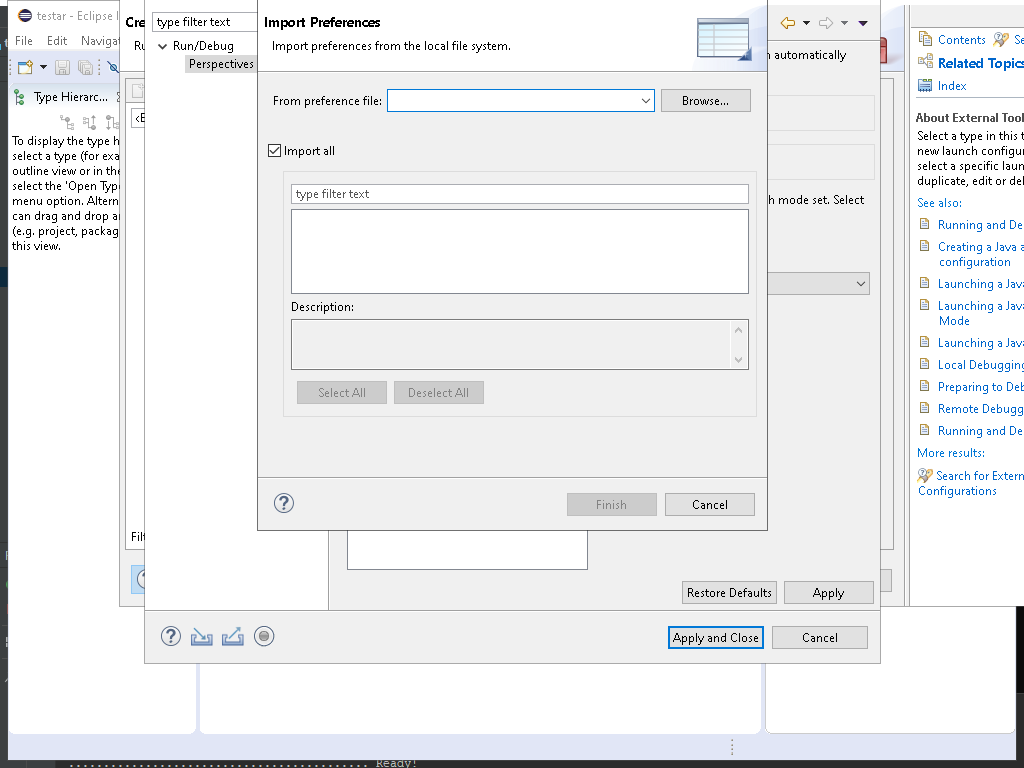 testar - Eclipse I
File Edit Navigat
Type Hierarc...
To display the type h
select a type (for exa
outline view or in the
select the 'Open Typ
menu option. Altern
can drag and drop a
(e.g. project, packag
this view.
Cre
Ru
Filt
type filter text
Run/Debug
Perspectives
Import Preferences
Import preferences from the local file system.
From preference file:
Browse...
Import all
type filter text
Description:
Select All
Deselect All
Finish
Cancel
automatically
h mode set. Select
Restore Defaults
Apply
Apply and Close
Cancel
Contents
Se
Related Topics
Index
About External Tool
Select a type in this t
new launch configur
select a specific laun
duplicate, edit or del
See also:
Running and De
Creating a Java a
configuration
Launching a Java
Launching a Java
Mode
Launching a Java
Local Debugging
Preparing to Deb
Remote Debugg
Running and De
More results:
Search for Extern
Configurations
Ready!